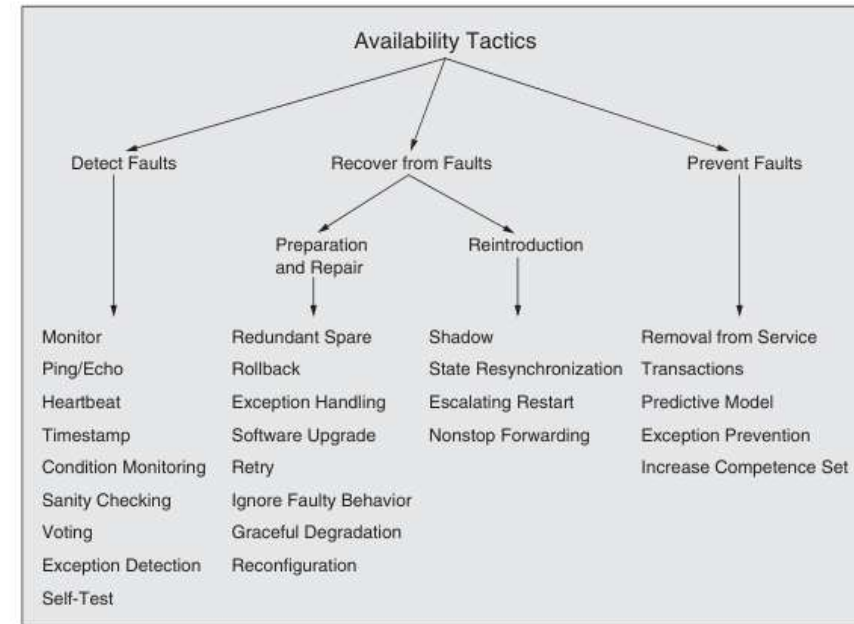 Availability Tactics
Detect Faults
Recover from Faults
Prevent Faults
Preparation
and Repair
Reintroduction
Monitor
Ping/Echo
Heartbeat
Timestamp
Condition Monitoring
Sanity Checking
Voting
Exception Detection
Self-Test
Redundant Spare
Rollback
Exception Handling
Software Upgrade
Retry
Ignore Faulty Behavior
Graceful Degradation
Reconfiguration
Shadow
State Resynchronization
Escalating Restart
Nonstop Forwarding
Removal from Service
Transactions
Predictive Model
Exception Prevention
Increase Competence Set